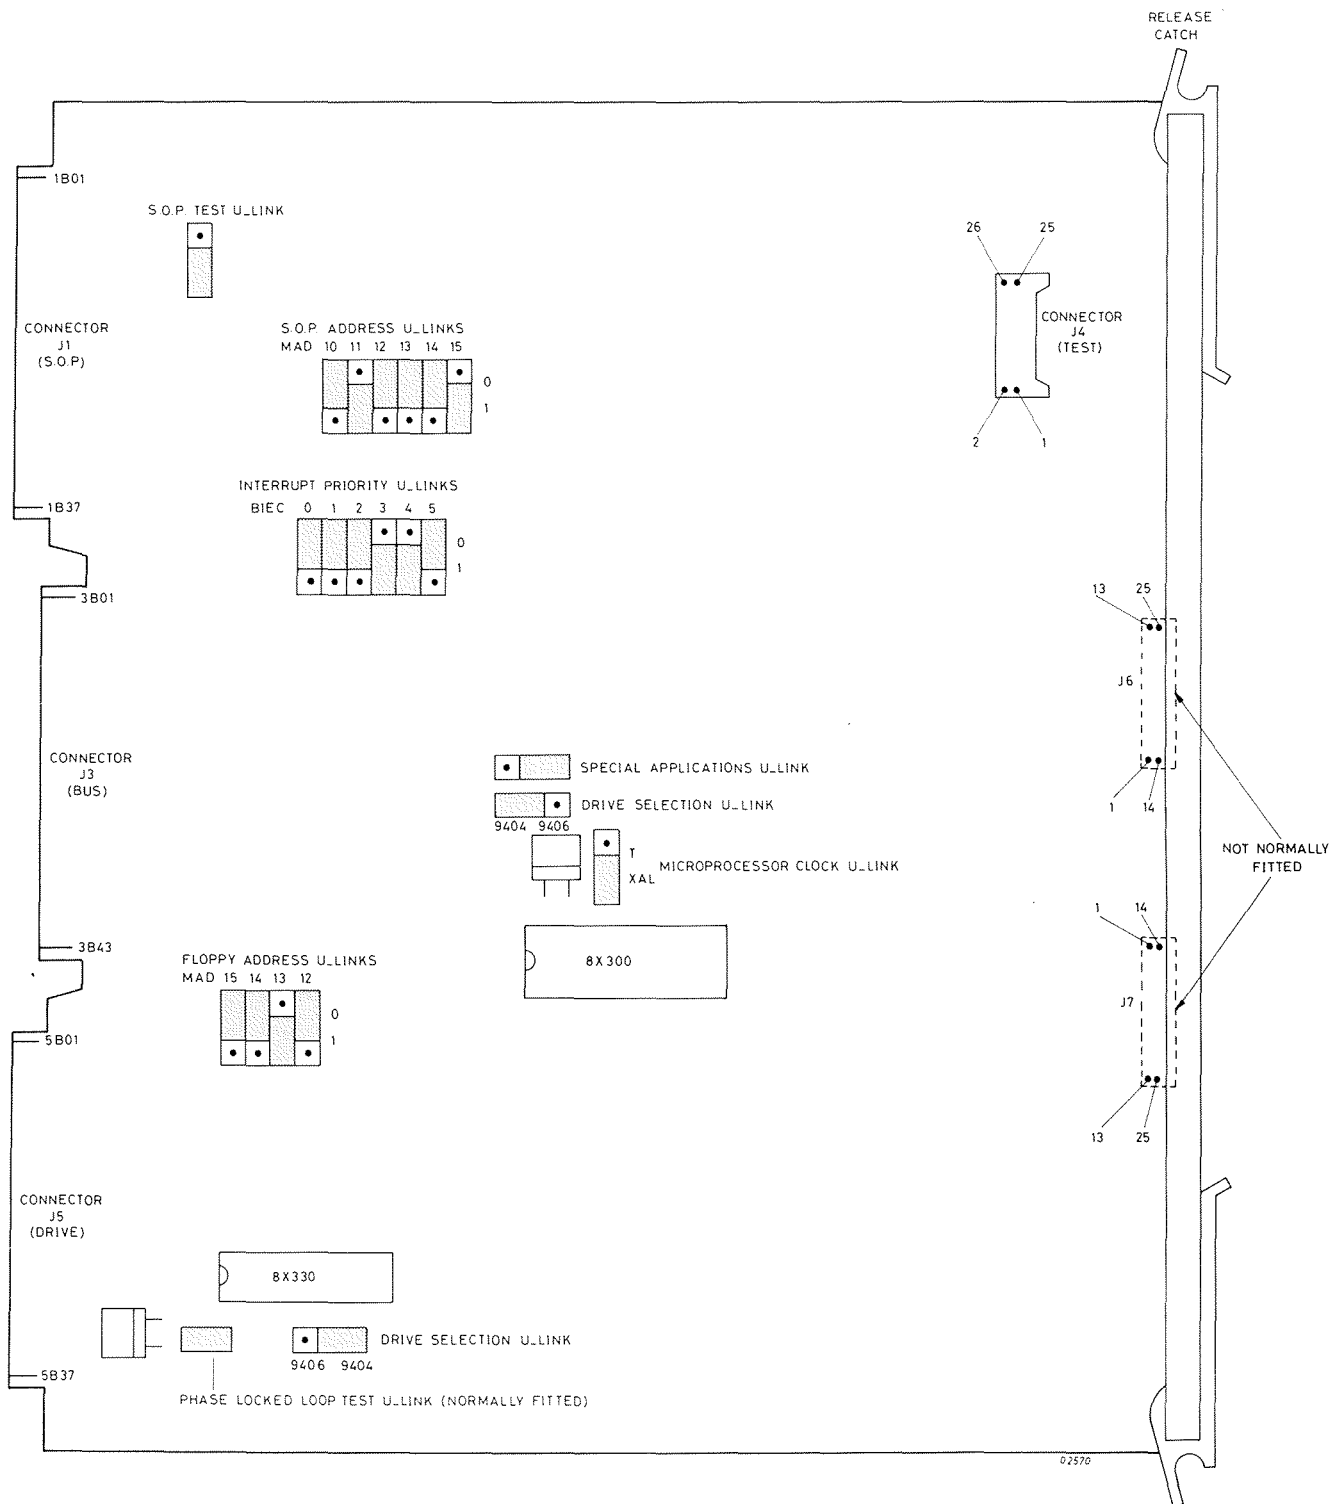 RELEASE
CATCH
1B01
S.O.P. TEST U_LINK
26 25
CONNECTOR
J1
(S.O.P)
S.O.P. ADDRESS U_LINKS
MAD 10 11 12 13 14 15
0
1
CONNECTOR
J4
(TEST)
2 1
INTERRUPT PRIORITY U_LINKS
BIEC 0 1 2 3 4 5
0
1
1B37
3B01
13 25
J6
1 14
CONNECTOR
J3
(BUS)
SPECIAL APPLICATIONS U_LINK
DRIVE SELECTION U_LINK
9404 9406
T
XAL
MICROPROCESSOR CLOCK U_LINK
NOT NORMALLY
FITTED
3B43
FLOPPY ADDRESS U_LINKS
MAD 15 14 13 12
0
1
8X300
1 14
J7
13 25
5B01
CONNECTOR
J5
(DRIVE)
8X330
DRIVE SELECTION U_LINK
9406 9404
5B37
PHASE LOCKED LOOP TEST U_LINK (NORMALLY FITTED)
02570